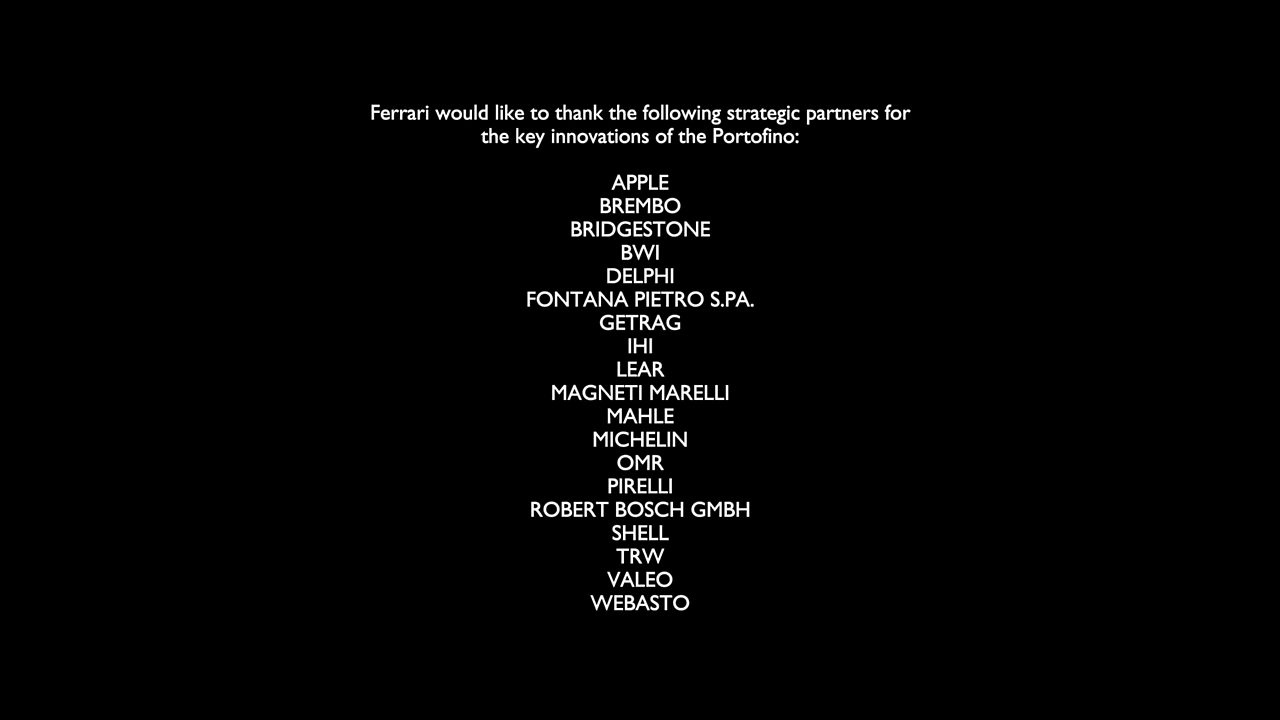 Ferrari would like to thank the following strategic partners for
the key innovations of the Portofino:
APPLE
BREMBO
BRIDGESTONE
BWI
DELPHI
FONTANA PIETRO S.PA.
GETRAG
IHI
LEAR
MAGNETI MARELLI
MAHLE
MICHELIN
OMR
PIRELLI
ROBERT BOSCH GMBH
SHELL
TRW
VALEO
WEBASTO